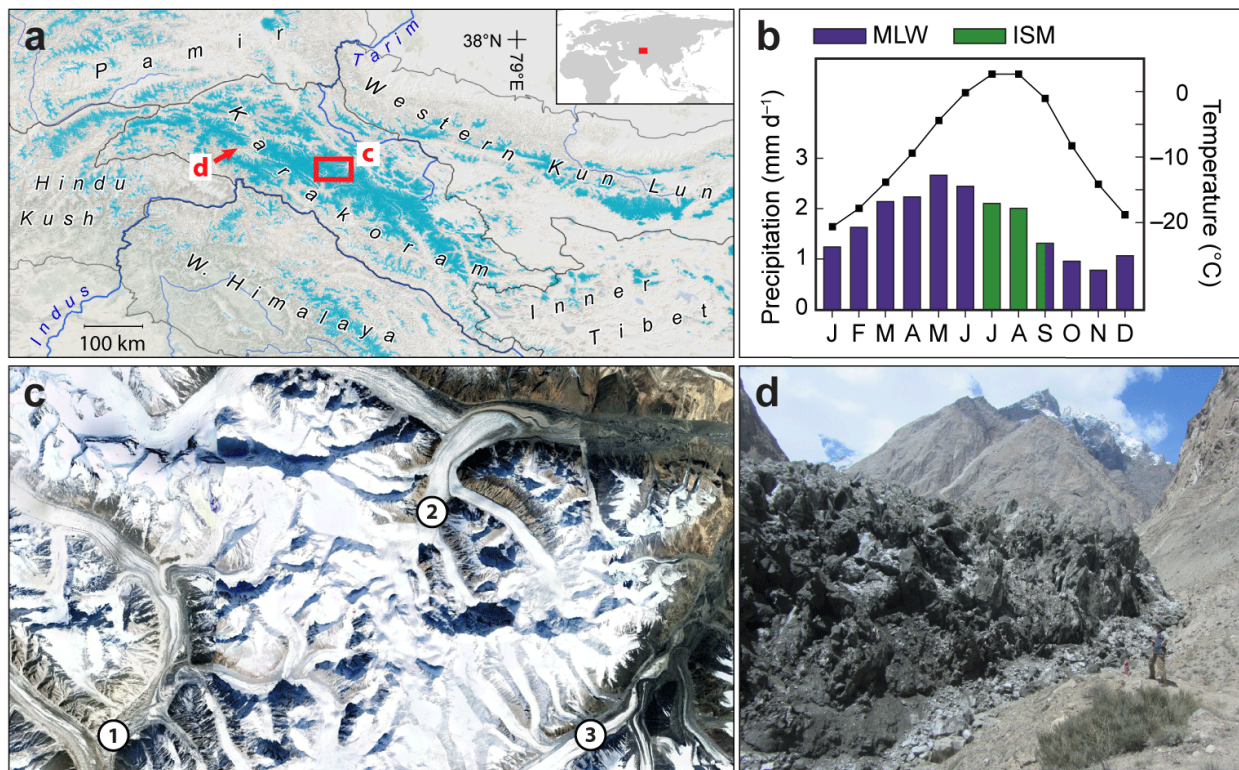 a
Pamir
Tarim
38°N
79°E
Western Kun Lun
Karakoram
c
d
Hindu
Kush
W. Himalaya
Inner
Tibet
Indus
100 km
b
MLW
ISM
Precipitation (mm d⁻¹)
3
2
1
0
Temperature (°C)
0
−10
−20
J F M A M J J A S O N D
c
1
2
3
d